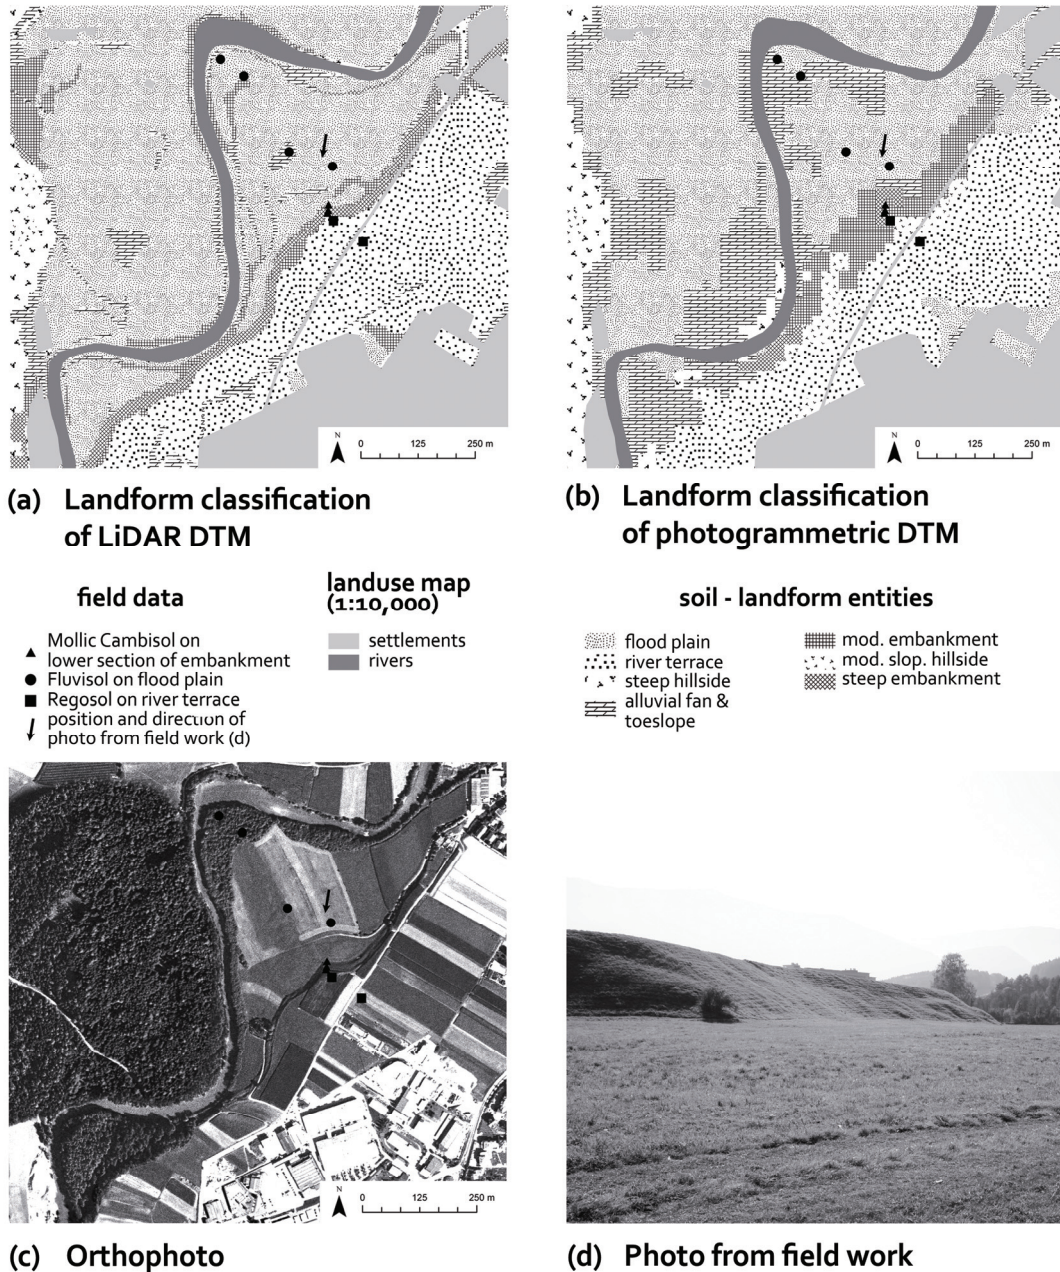 N
0 125 250 m
N
0 125 250 m
(a) Landform classification
of LiDAR DTM
(b) Landform classification
of photogrammetric DTM
field data
Mollic Cambisol on
lower section of embankment
Fluvisol on flood plain
Regosol on river terrace
position and direction of
photo from field work (d)
landuse map
(1:10,000)
settlements
rivers
soil - landform entities
flood plain
river terrace
steep hillside
alluvial fan &
toeslope
mod. embankment
mod. slop. hillside
steep embankment
N
0 125 250 m
(c) Orthophoto
(d) Photo from field work